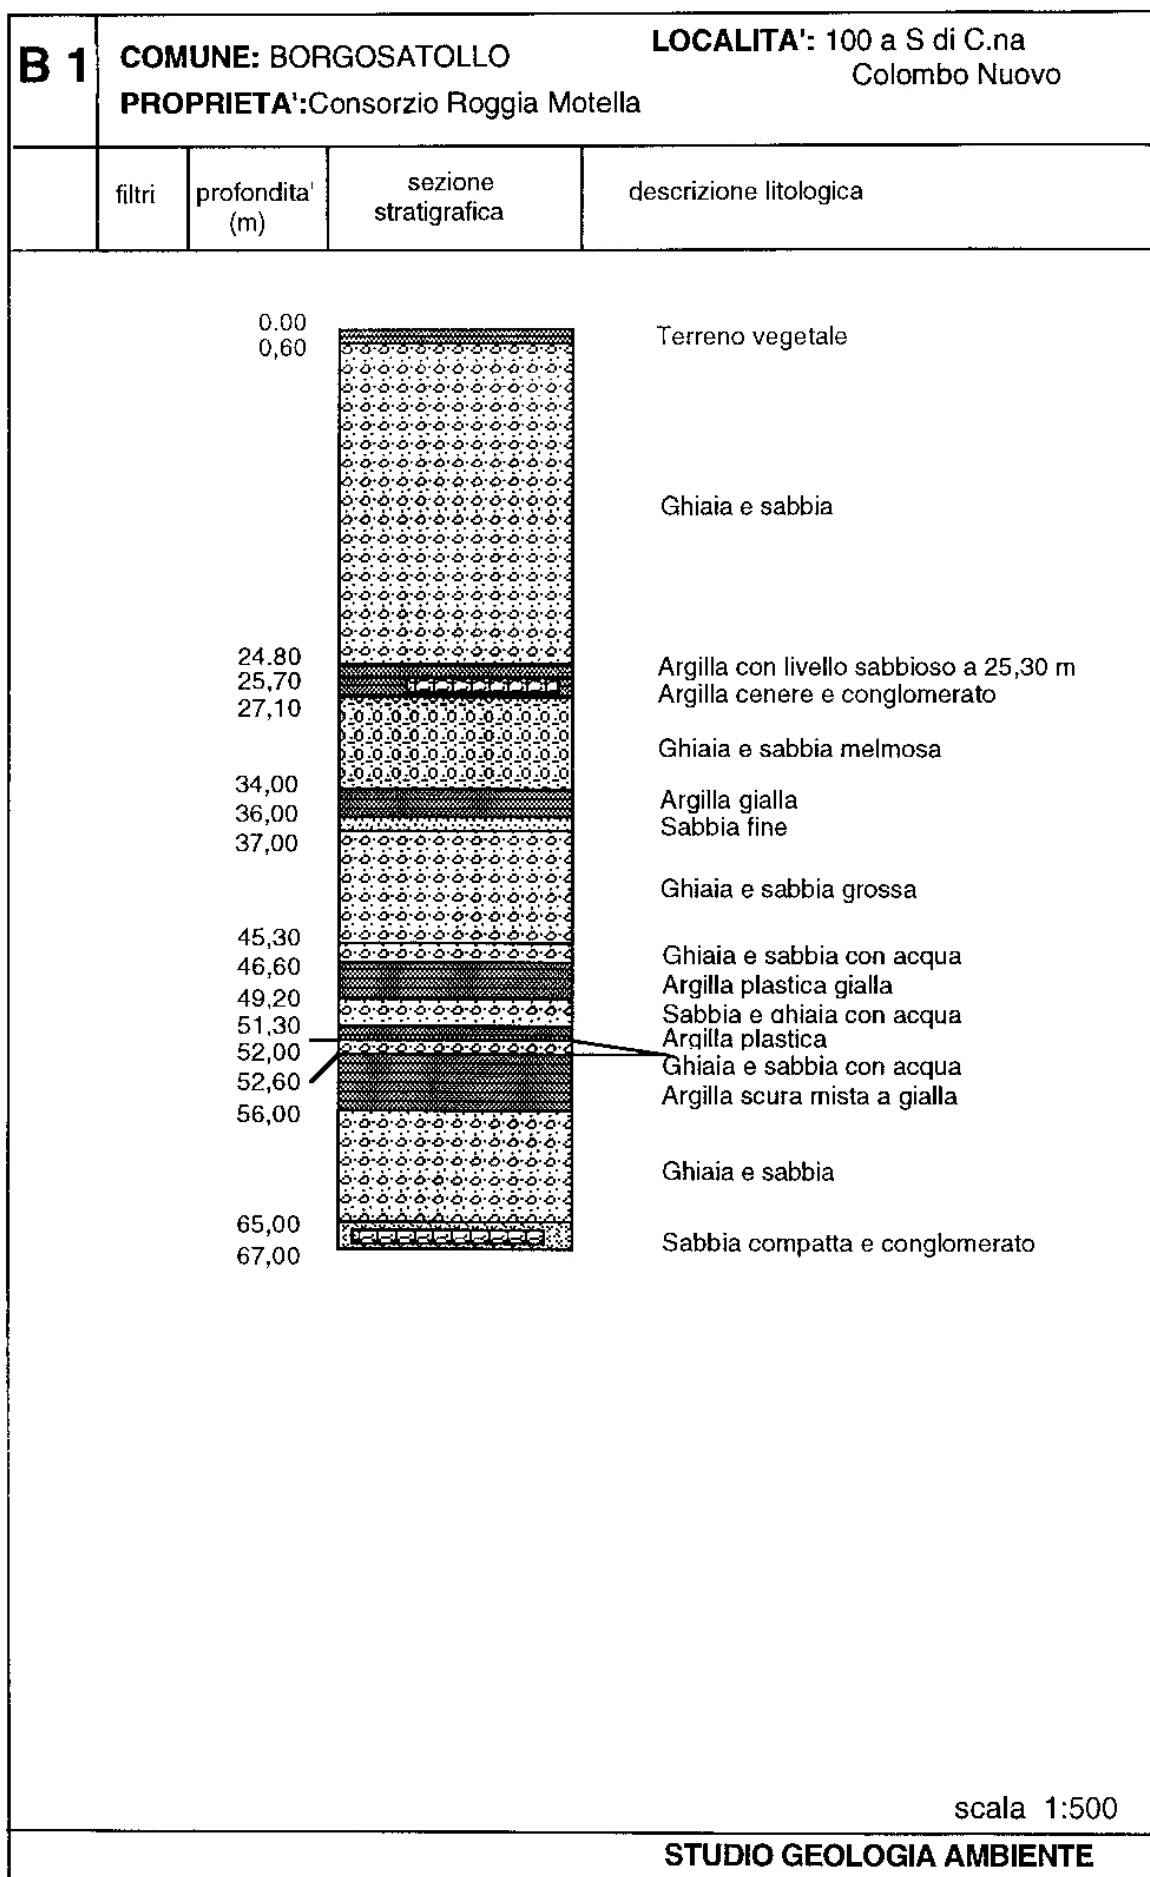 B 1
COMUNE: BORGOSATOLLO
LOCALITA': 100 a S di C.na
Colombo Nuovo
PROPRIETA':Consorzio Roggia Motella
filtri
profondita'
(m)
sezione
stratigrafica
descrizione litologica
0.00
Terreno vegetale
0,60
Ghiaia e sabbia
24.80
Argilla con livello sabbioso a 25,30 m
25,70
Argilla cenere e conglomerato
27,10
Ghiaia e sabbia melmosa
34,00
Argilla gialla
36,00
Sabbia fine
37,00
Ghiaia e sabbia grossa
45,30
Ghiaia e sabbia con acqua
46,60
Argilla plastica gialla
49,20
Sabbia e ghiaia con acqua
51,30
Argilla plastica
52,00
Ghiaia e sabbia con acqua
52,60
Argilla scura mista a gialla
56,00
Ghiaia e sabbia
65,00
Sabbia compatta e conglomerato
67,00
scala 1:500
STUDIO GEOLOGIA AMBIENTE